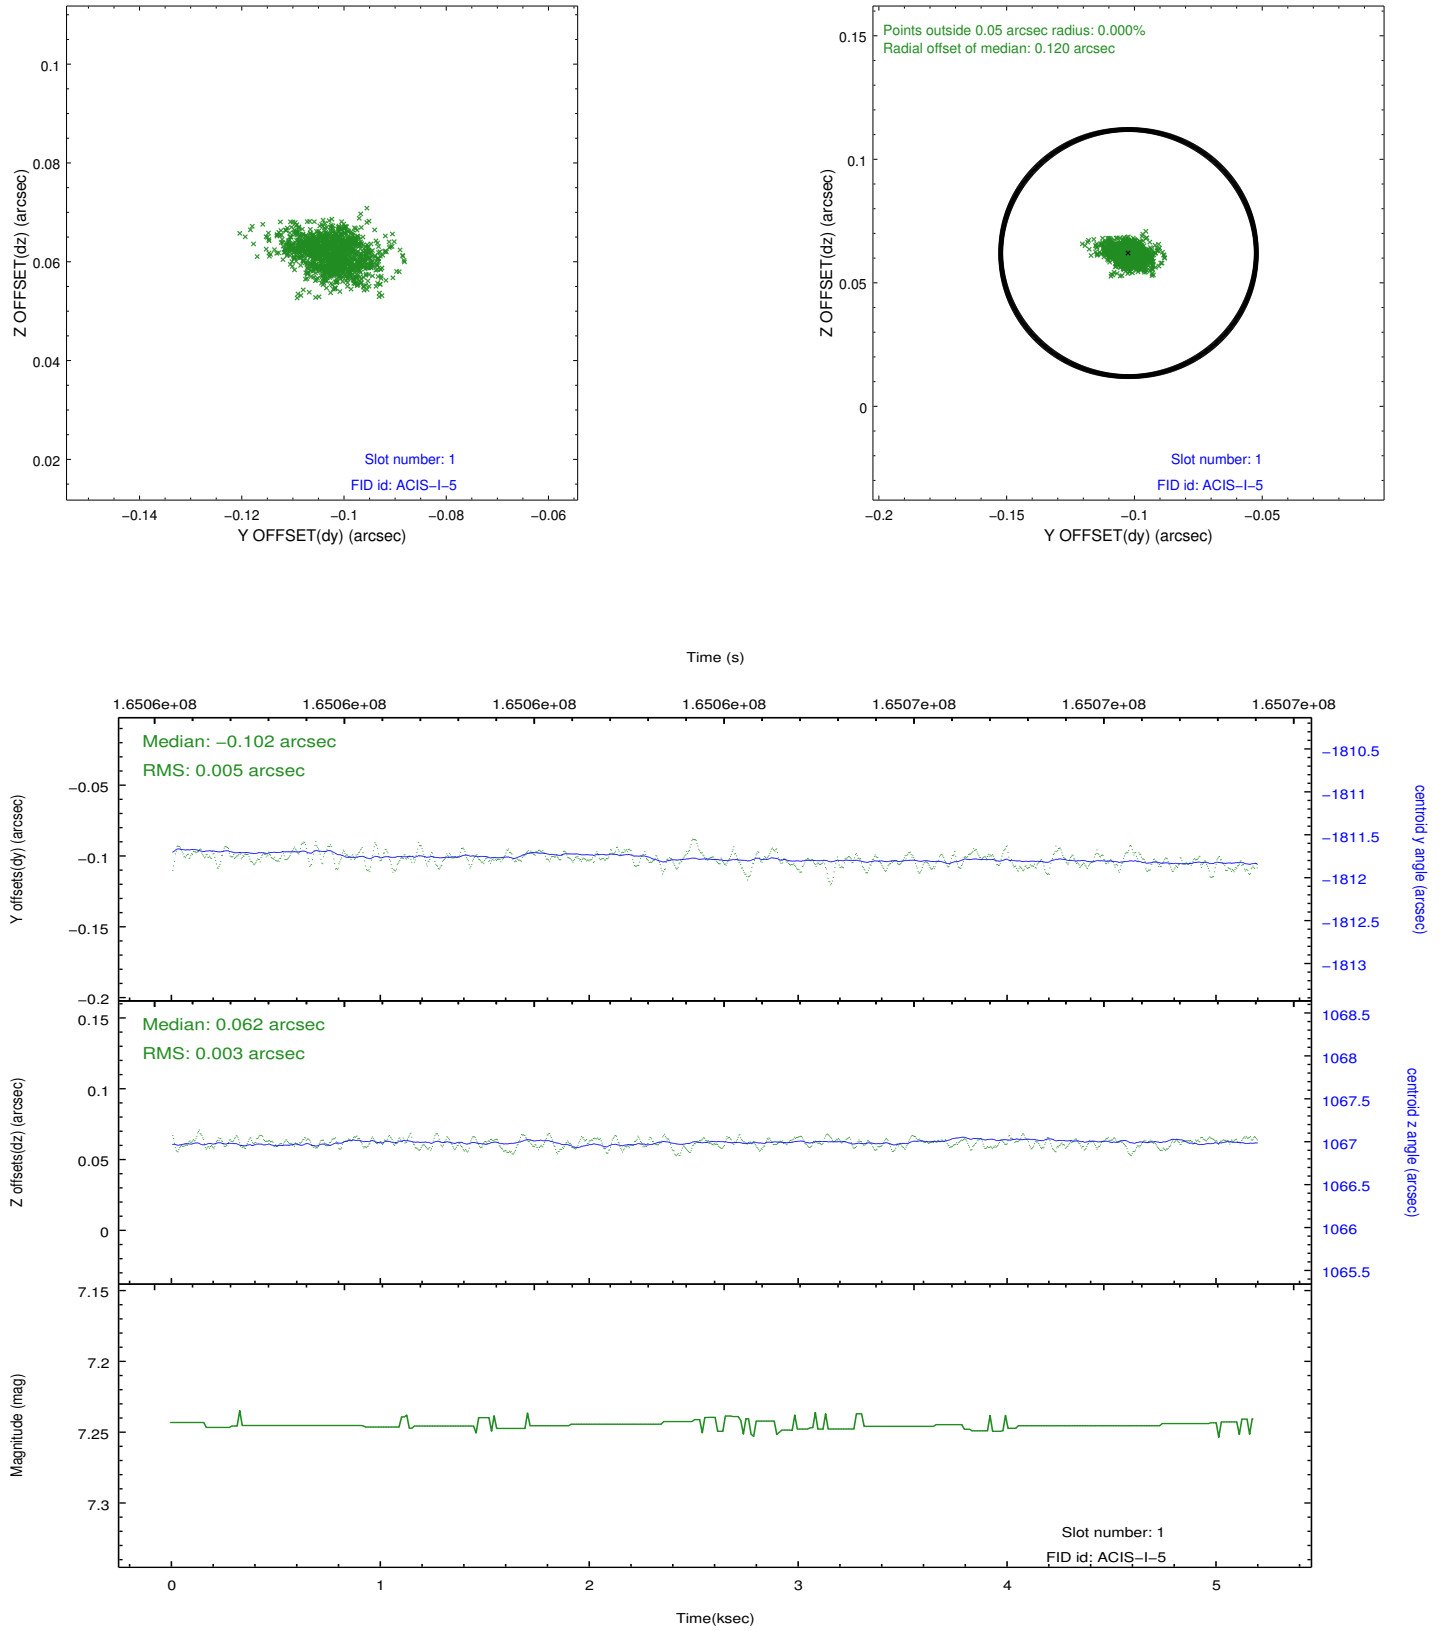 0.1
0.08
0.06
0.04
0.02
Z OFFSET(dz) (arcsec)
Slot number: 1
FID id: ACIS−I−5
−0.14 −0.12 −0.1 −0.08 −0.06
Y OFFSET(dy) (arcsec)
Points outside 0.05 arcsec radius: 0.000%
Radial offset of median: 0.120 arcsec
0.15
0.1
0.05
0
Z OFFSET(dz) (arcsec)
Slot number: 1
FID id: ACIS−I−5
−0.2 −0.15 −0.1 −0.05
Y OFFSET(dy) (arcsec)
Time (s)
1.6506e+08 1.6506e+08 1.6506e+08 1.6506e+08 1.6507e+08 1.6507e+08 1.6507e+08
Median: −0.102 arcsec
RMS: 0.005 arcsec
−0.05
−0.1
−0.15
−0.2
Y offsets(dy) (arcsec)
−1810.5
−1811
−1811.5
−1812
−1812.5
−1813
centroid y angle (arcsec)
Median: 0.062 arcsec
RMS: 0.003 arcsec
0.15
0.1
0.05
0
Z offsets(dz) (arcsec)
1068.5
1068
1067.5
1067
1066.5
1066
1065.5
centroid z angle (arcsec)
7.15
7.2
7.25
7.3
Magnitude (mag)
Slot number: 1
FID id: ACIS−I−5
0 1 2 3 4 5
Time(ksec)